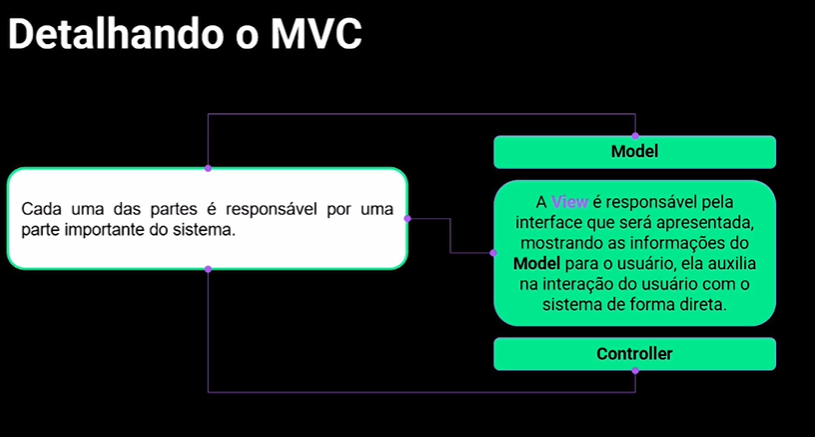 Detalhando o MVC
Cada uma das partes é responsável por uma
parte importante do sistema.
Model
A View é responsável pela
interface que será apresentada,
mostrando as informações do
Model para o usuário, ela auxilia
na interação do usuário com o
sistema de forma direta.
Controller